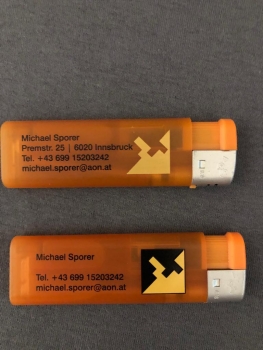 Michael Sporer
Premstr. 25 | 6020 Innsbruck
Tel. +43 699 15203242
michael.sporer@aon.at
Michael Sporer
Tel. +43 699 15203242
michael.sporer@aon.at